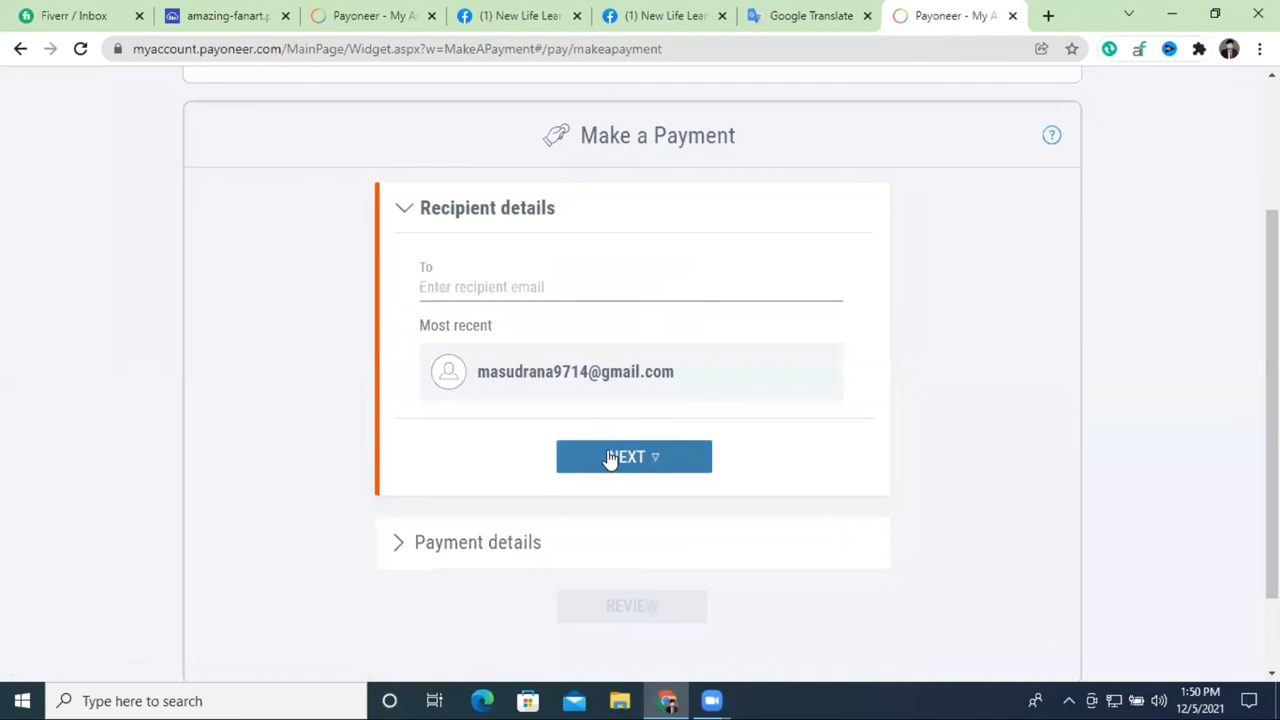 Fiverr / Inbox
amazing-fanart.p
Payoneer - My A
(1) New Life Lear
(1) New Life Lear
Google Translate
Payoneer - My A
myaccount.payoneer.com/MainPage/Widget.aspx?w=MakeAPayment#/pay/makeapayment
af
Make a Payment
?
Recipient details
To
Enter recipient email
Most recent
masudrana9714@gmail.com
NEXT
Payment details
REVIEW
Type here to search
1:50 PM
12/5/2021